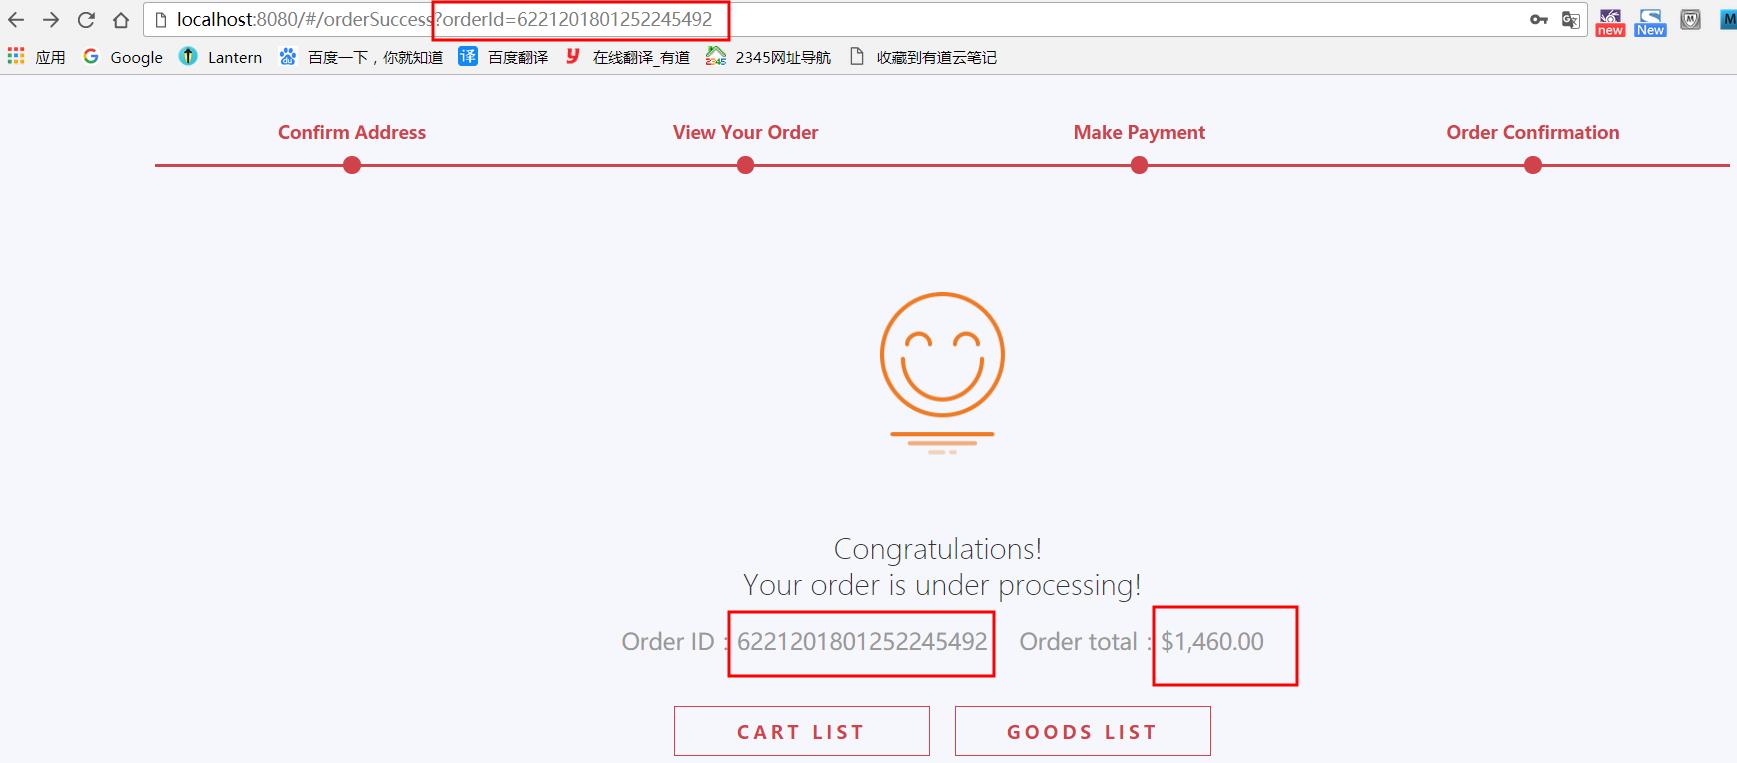 localhost:8080/#/orderSuccess?orderId=6221201801252245492
new
New
M
M
应用 Google Lantern 百度一下，你就知道 译 百度翻译 y 在线翻译_有道 2345 2345网址导航 收藏到有道云笔记
Confirm Address View Your Order Make Payment Order Confirmation
Congratulations!
Your order is under processing!
Order ID：6221201801252245492 Order total：$1,460.00
CART LIST GOODS LIST